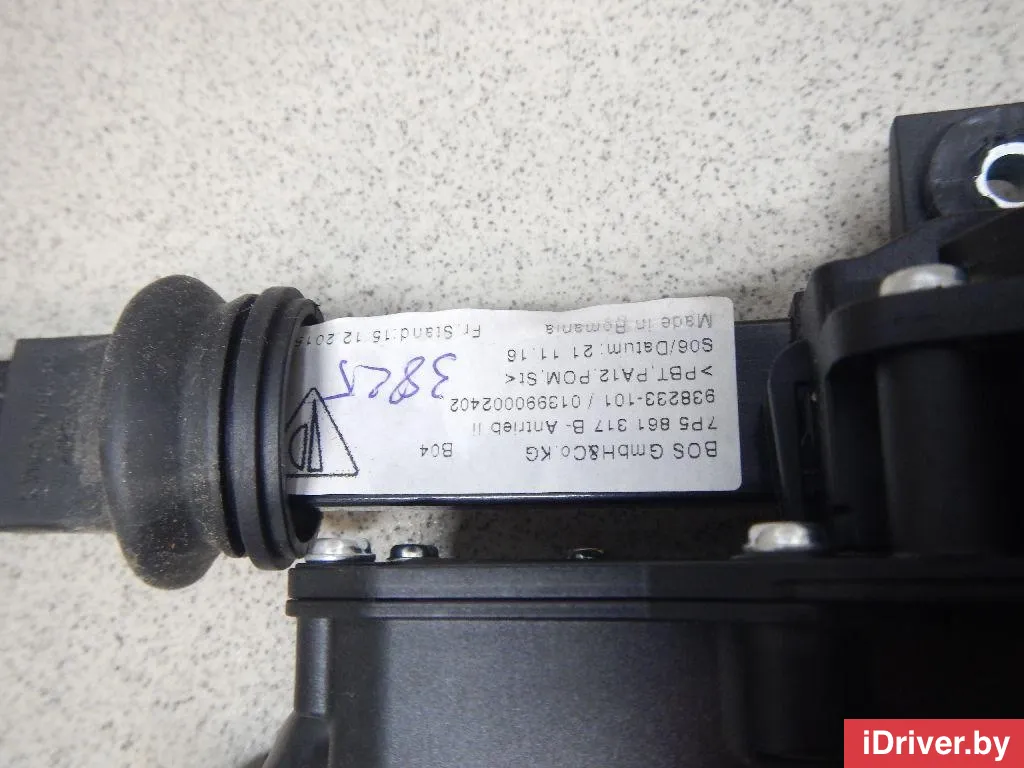 BOS GmbH&Co.KG B04
7P5 861 317 B- Antrieb li
938233-101 / 013990002402
>PBT,PA12.POM.St<
S06/Datum: 21.11.16
Made in Romania
Fr.Stand:15.12.2015
3825
iDriver.by